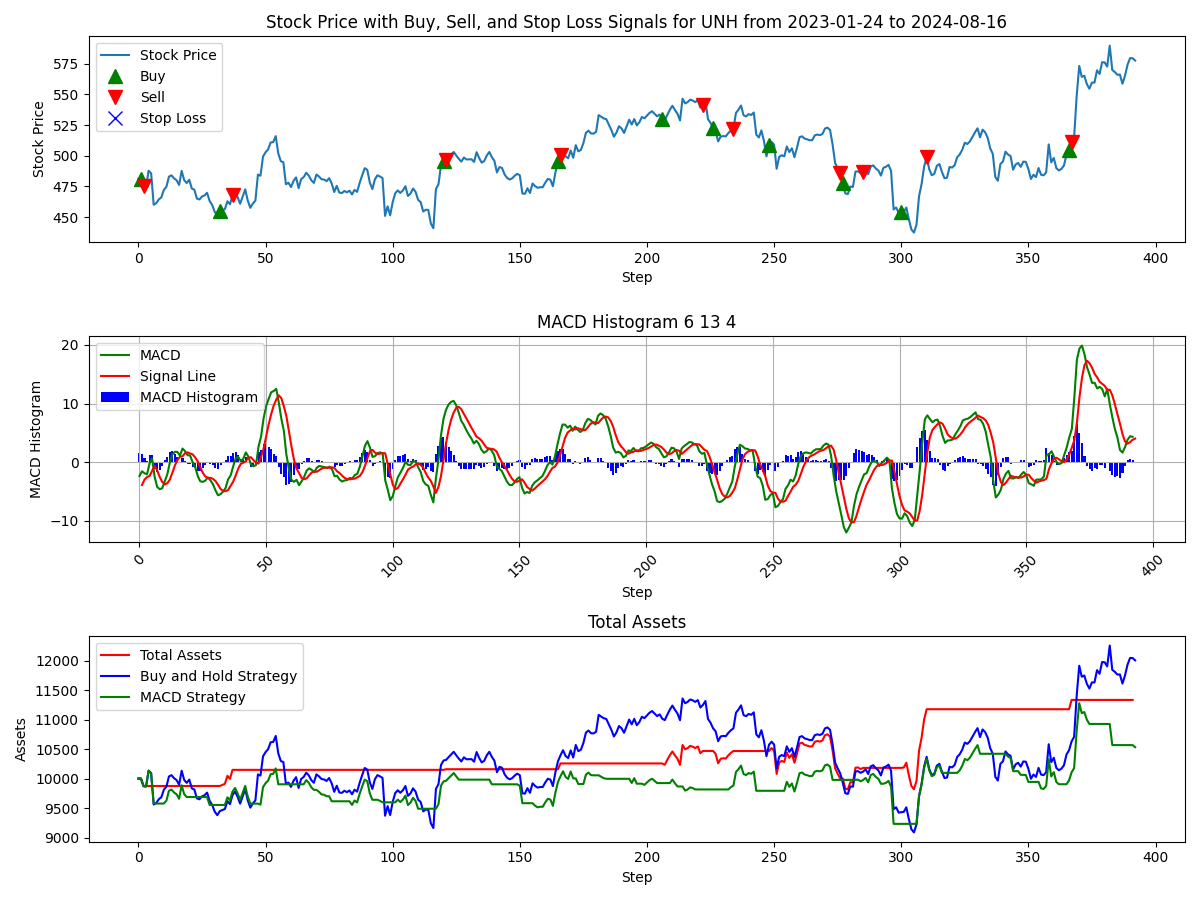 Stock Price with Buy, Sell, and Stop Loss Signals for UNH from 2023-01-24 to 2024-08-16
Stock Price
Buy
Sell
Stop Loss
Stock Price
575
550
525
500
475
450
0 50 100 150 200 250 300 350 400
Step
MACD Histogram 6 13 4
MACD
Signal Line
MACD Histogram
MACD Histogram
20
10
0
−10
0 50 100 150 200 250 300 350 400
Step
Total Assets
Total Assets
Buy and Hold Strategy
MACD Strategy
Assets
12000
11500
11000
10500
10000
9500
9000
0 50 100 150 200 250 300 350 400
Step